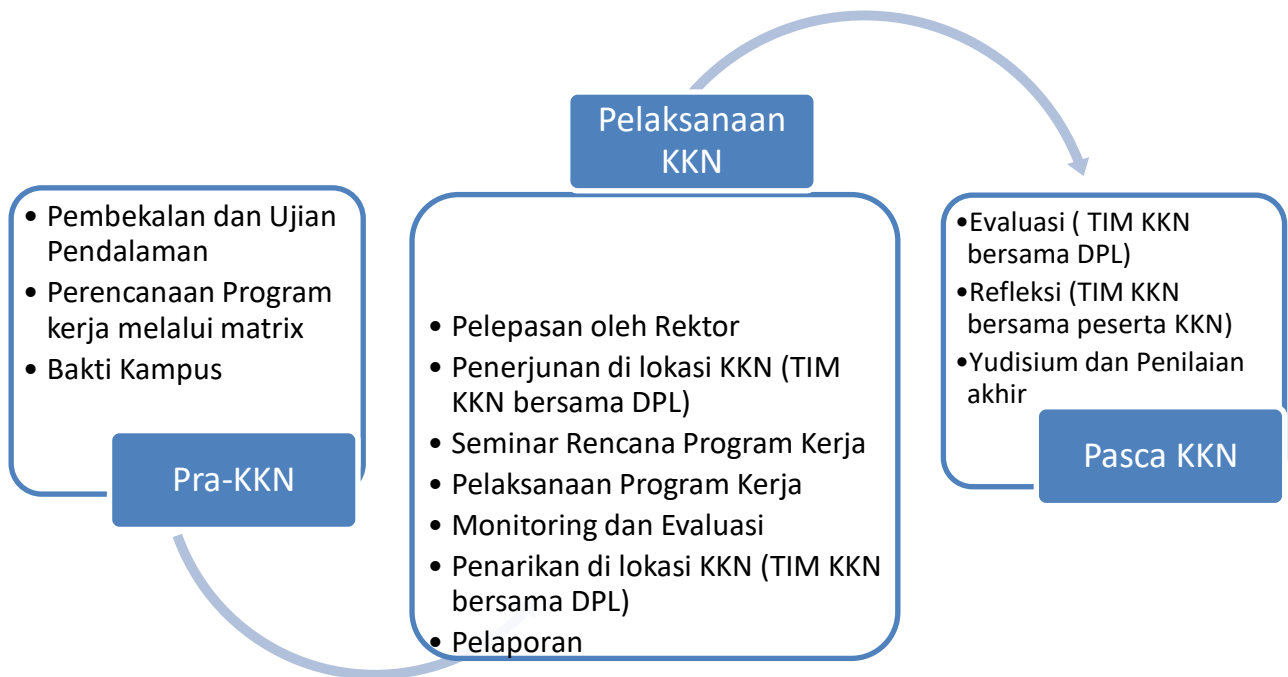 • Pembekalan dan Ujian
Pendalaman
• Perencanaan Program
kerja melalui matrix
• Bakti Kampus
Pra-KKN
Pelaksanaan
KKN
• Pelepasan oleh Rektor
• Penerjunan di lokasi KKN (TIM
KKN bersama DPL)
• Seminar Rencana Program Kerja
• Pelaksanaan Program Kerja
• Monitoring dan Evaluasi
• Penarikan di lokasi KKN (TIM KKN
bersama DPL)
• Pelaporan
•Evaluasi ( TIM KKN
bersama DPL)
•Refleksi (TIM KKN
bersama peserta KKN)
•Yudisium dan Penilaian
akhir
Pasca KKN